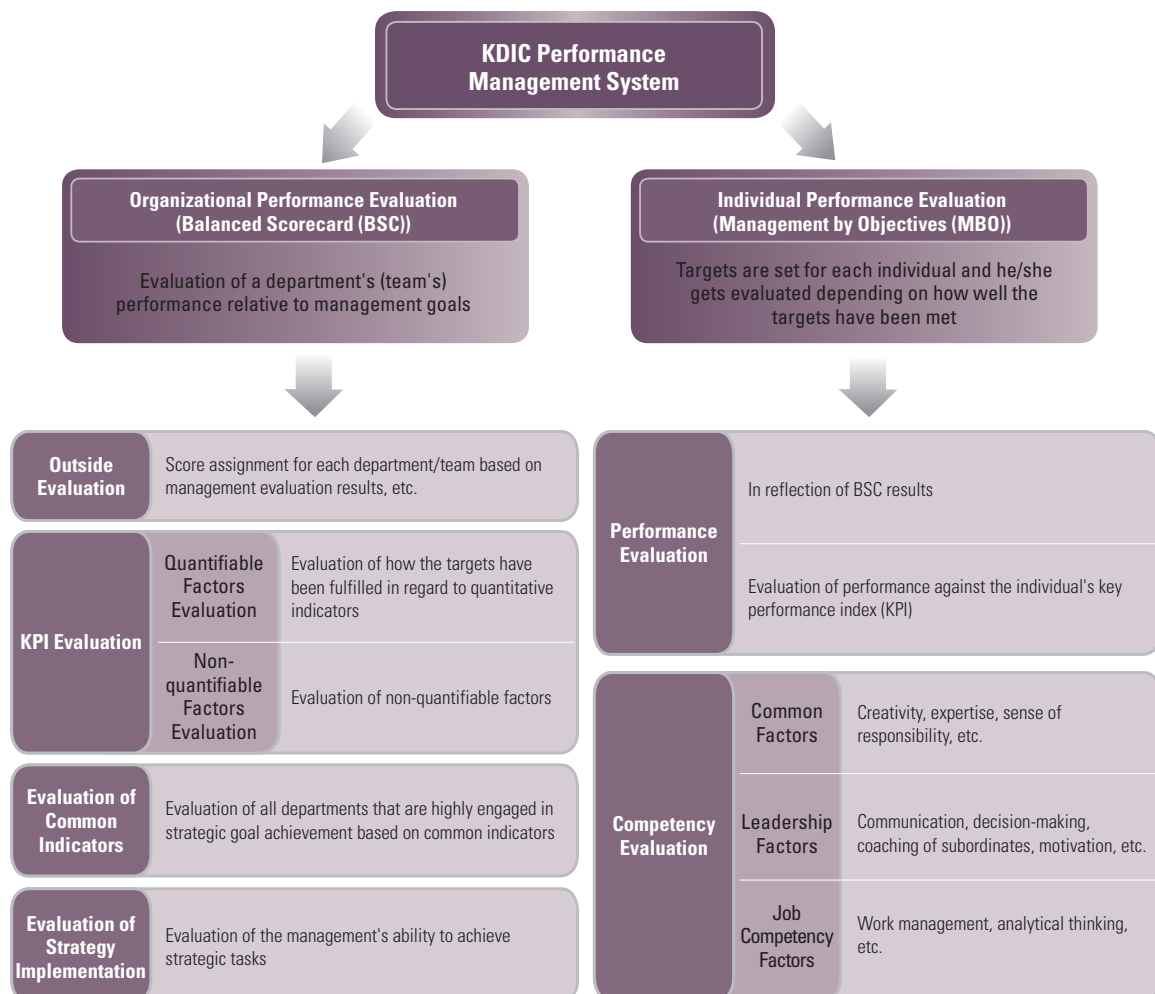 KDIC Performance
Management System
Organizational Performance Evaluation
(Balanced Scorecard (BSC))
Evaluation of a department's (team's)
performance relative to management goals
Individual Performance Evaluation
(Management by Objectives (MBO))
Targets are set for each individual and he/she
gets evaluated depending on how well the
targets have been met
Outside
Evaluation
Score assignment for each department/team based on
management evaluation results, etc.
KPI Evaluation
Quantifiable
Factors
Evaluation
Evaluation of how the targets have
been fulfilled in regard to quantitative
indicators
Non-
quantifiable
Factors
Evaluation
Evaluation of non-quantifiable factors
Evaluation of
Common
Indicators
Evaluation of all departments that are highly engaged in
strategic goal achievement based on common indicators
Evaluation of
Strategy
Implementation
Evaluation of the management's ability to achieve
strategic tasks
Performance
Evaluation
In reflection of BSC results
Evaluation of performance against the individual's key
performance index (KPI)
Competency
Evaluation
Common
Factors
Creativity, expertise, sense of
responsibility, etc.
Leadership
Factors
Communication, decision-making,
coaching of subordinates, motivation, etc.
Job
Competency
Factors
Work management, analytical thinking,
etc.